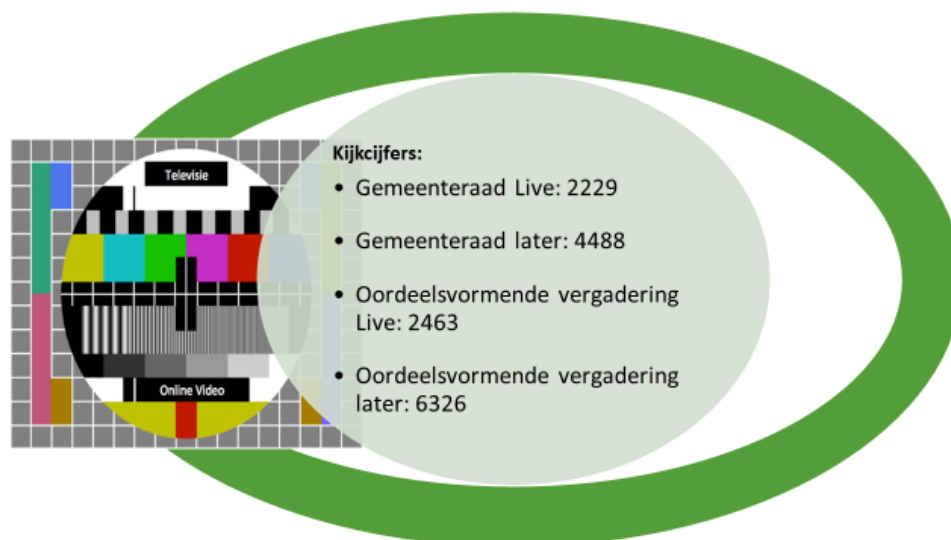 Televisie
Online Video
Kijkcijfers:
• Gemeenteraad Live: 2229
• Gemeenteraad later: 4488
• Oordeelsvormende vergadering
Live: 2463
• Oordeelsvormende vergadering
later: 6326